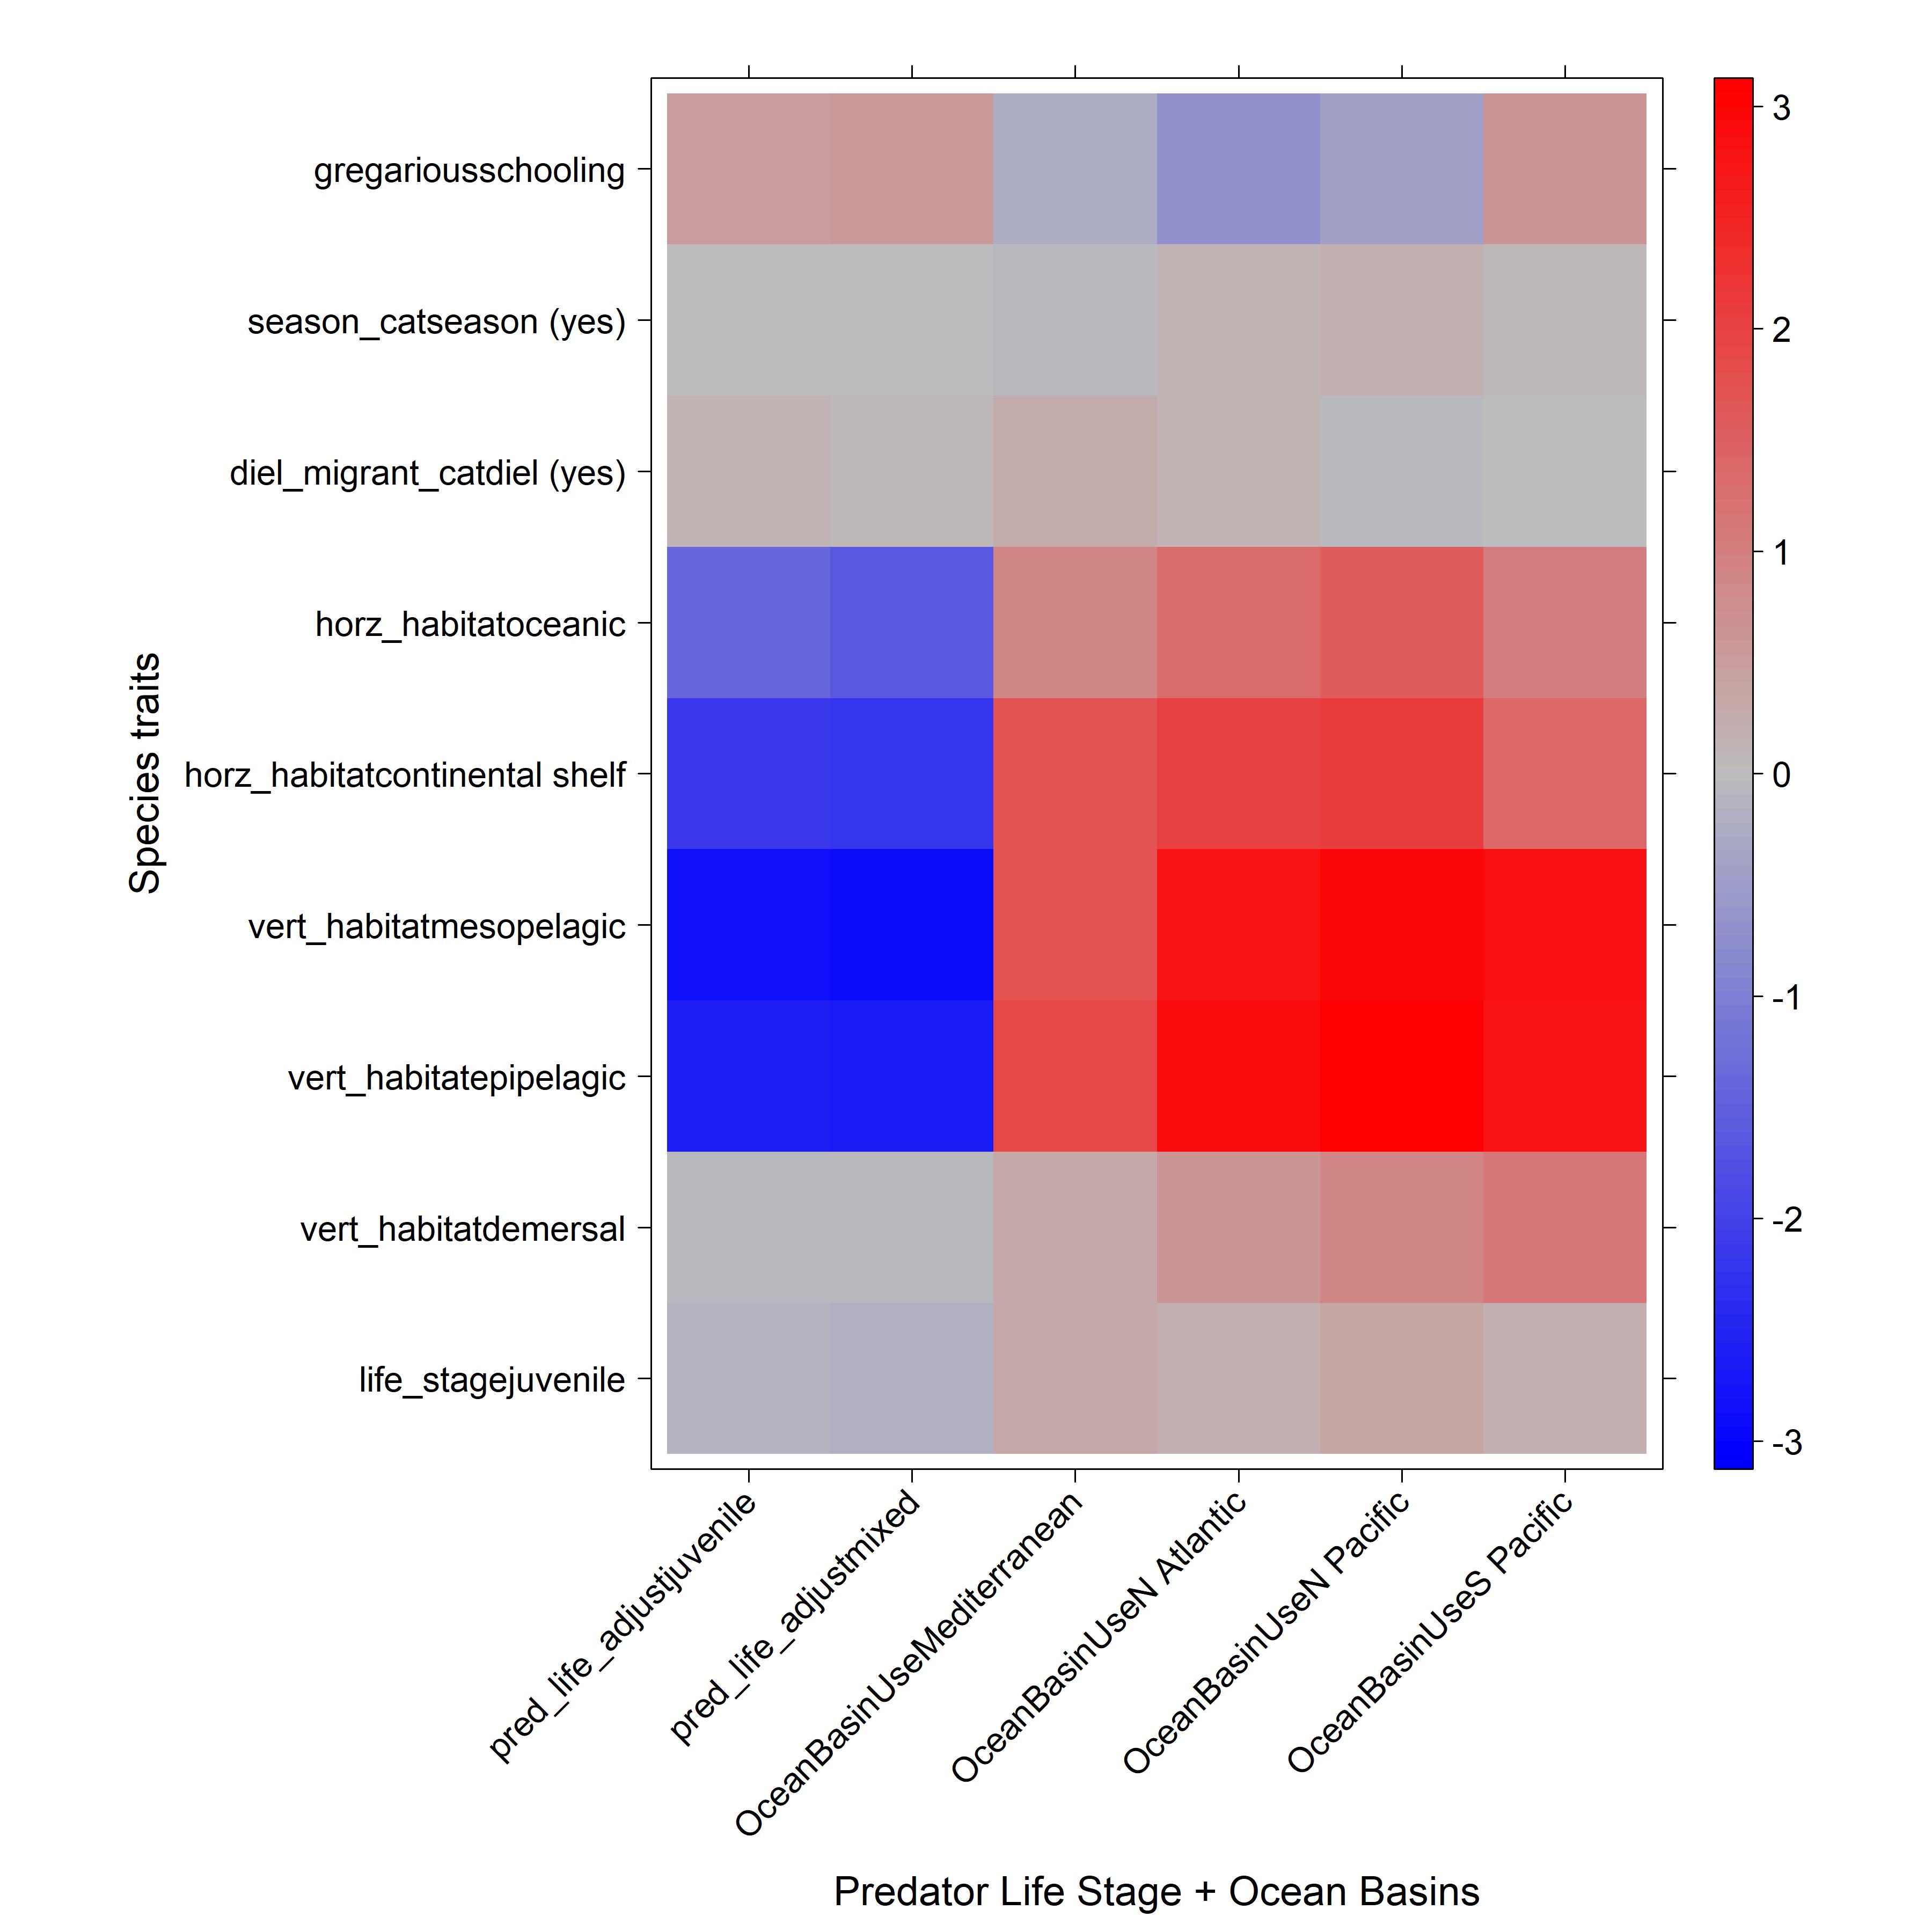 gregariousschooling
season_catseason (yes)
diel_migrant_catdiel (yes)
horz_habitatoceanic
horz_habitatcontinental shelf
vert_habitatmesopelagic
vert_habitatepipelagic
vert_habitatdemersal
life_stagejuvenile
Species traits
3
2
1
0
-1
-2
-3
pred_life_adjustjuvenile
pred_life_adjustmixed
OceanBasinUseMediterranean
OceanBasinUseN Atlantic
OceanBasinUseN Pacific
OceanBasinUseS Pacific
Predator Life Stage + Ocean Basins